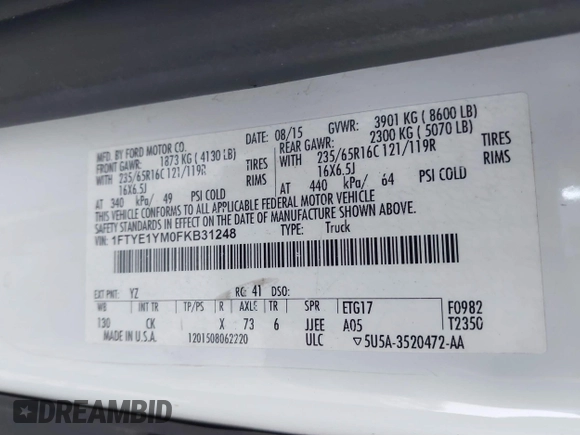 MFD. BY FORD MOTOR CO.
DATE: 08/15 GVWR: 3901 KG ( 8600 LB)
FRONT GAWR: 1873 KG ( 4130 LB)
REAR GAWR: 2300 KG ( 5070 LB)
WITH 235/65R16C 121/119R TIRES
WITH 235/65R16C 121/119R TIRES
16X6.5J RIMS
16X6.5J RIMS
AT 340 kPa/ 49 PSI COLD
AT 440 kPa/ 64 PSI COLD
THIS VEHICLE CONFORMS TO ALL APPLICABLE FEDERAL MOTOR VEHICLE
SAFETY STANDARDS IN EFFECT ON THE DATE OF MANUFACTURE SHOWN ABOVE.
VIN: 1FTYE1YM0FKB31248
TYPE: Truck
EXT PNT: YZ RC: 41 DSO:
WB INT TR TP/PS R AXLE TR SPR ETG17 F0982
130 CK X 73 6 JJEE A05 T2350
MADE IN U.S.A. 1201508062220 ULC ▽5U5A-3520472-AA
DREAMBID